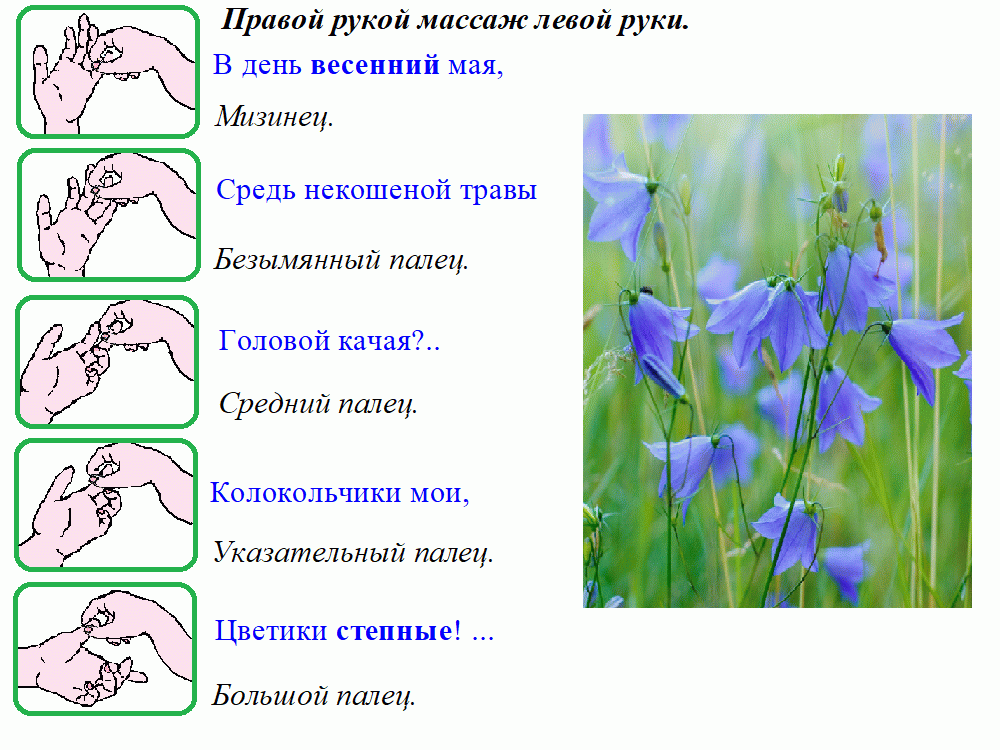 Правой рукой массаж левой руки.
В день весенний мая,
Мизинец.
Средь некошеной травы
Безымянный палец.
Головой качая?..
Средний палец.
Колокольчики мои,
Указательный палец.
Цветики степные! ...
Большой палец.